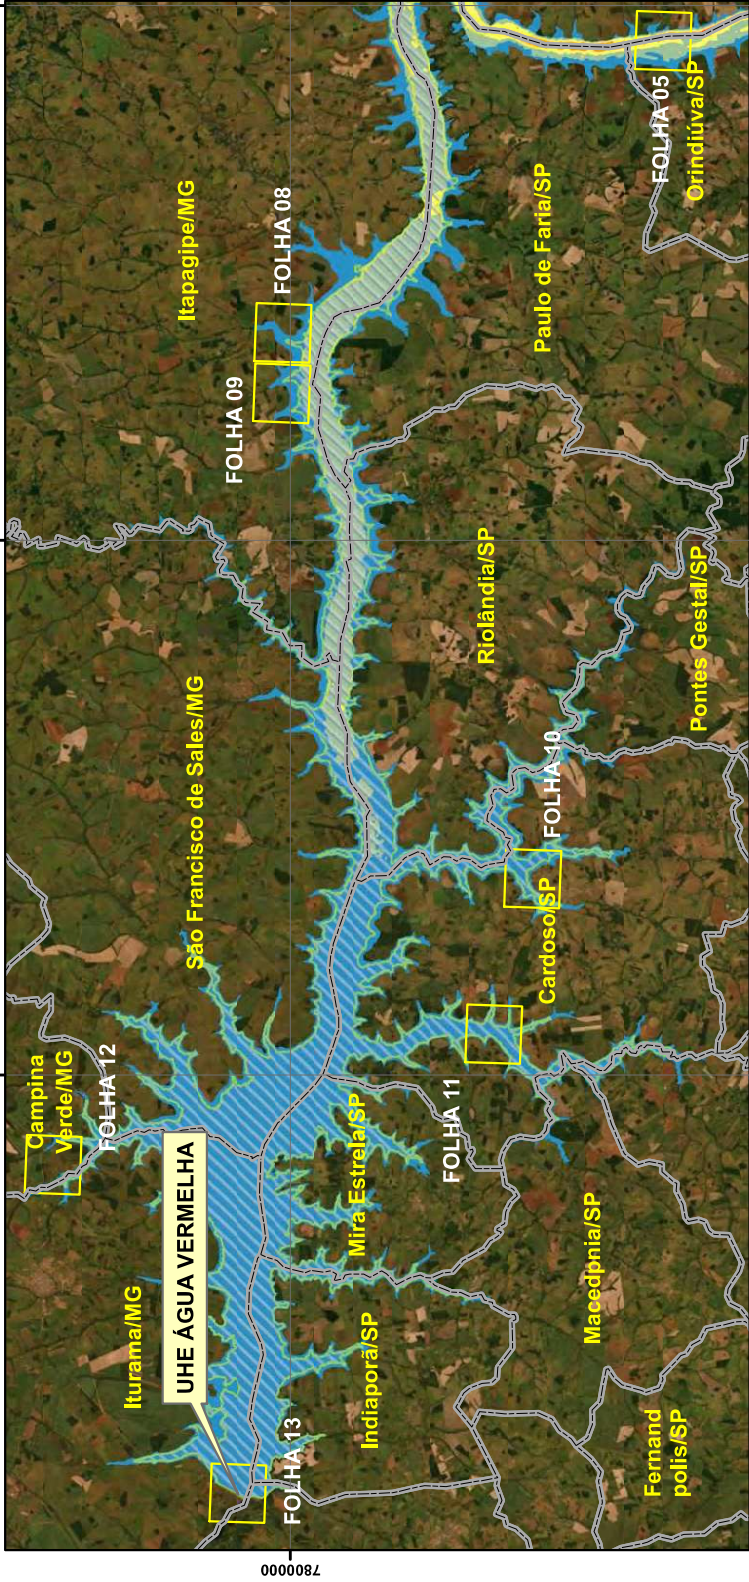 Itapagipe/MG
FOLHA 08
FOLHA 09
FOLHA 05
Orindiúva/SP
Paulo de Faria/SP
Riolândia/SP
Pontes Gestal/SP
São Francisco de Sales/MG
FOLHA 10
Cardoso/SP
Campina
Verde/MG
FOLHA 12
FOLHA 11
Mira Estrela/SP
UHE ÁGUA VERMELHA
Iturama/MG
Macedpnia/SP
Indiaporã/SP
FOLHA 13
Fernand
polis/SP
7800000